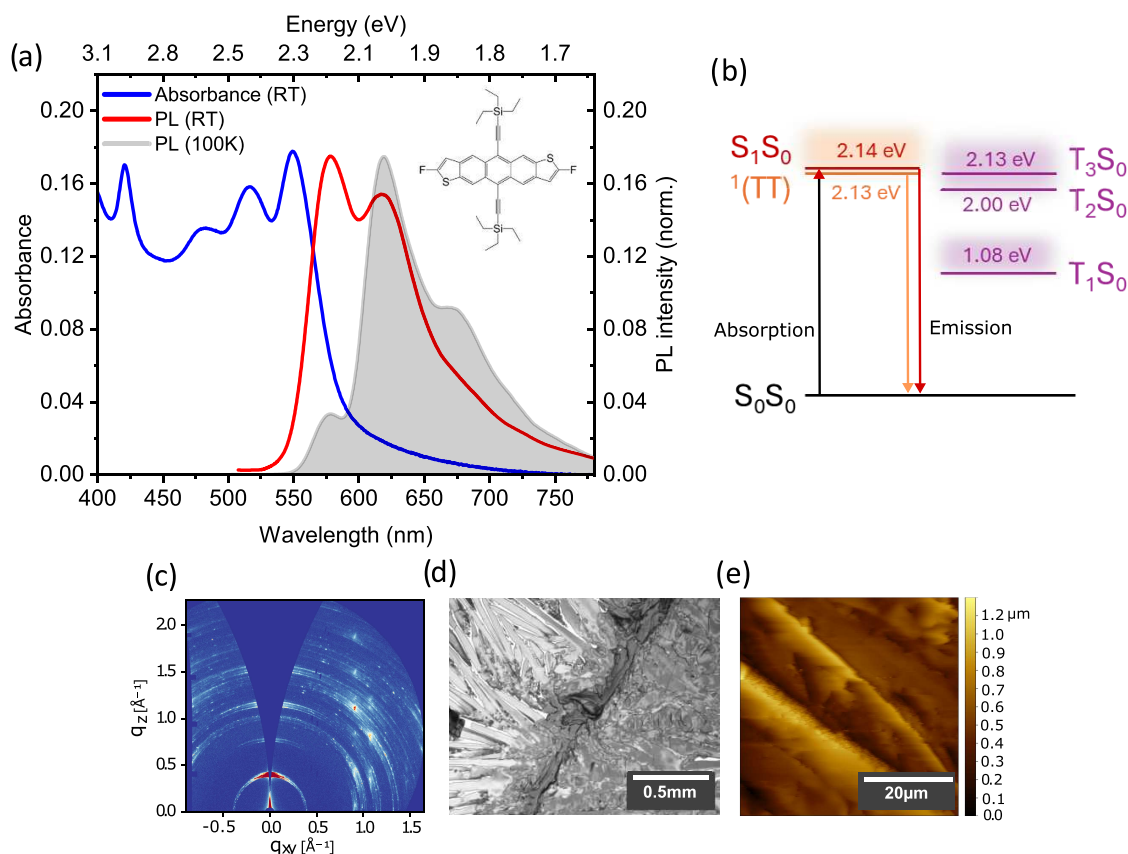 (a)
Energy (eV)
3.1 2.8 2.6 2.4 2.3 2.2 2.1 2.0 1.9 1.8 1.7
Absorbance (RT)
PL (RT)
PL (100K)
Si
F
S
S
F
Si
0.20
0.16
0.12
0.08
0.04
0.00
Absorbance
0.20
0.16
0.12
0.08
0.04
0.00
PL intensity (norm.)
400 450 500 550 600 650 700 750
Wavelength (nm)
(b)
S₁S₀
2.14 eV
¹(TT)
2.13 eV
2.13 eV
T₃S₀
2.00 eV
T₂S₀
1.08 eV
T₁S₀
Absorption
Emission
S₀S₀
(c)
qz [Å⁻¹]
2.0
1.5
1.0
0.5
0.0
-0.5 0.0 0.5 1.0 1.5
qxy [Å⁻¹]
(d)
0.5mm
(e)
20µm
1.2 µm
1.0
0.9
0.8
0.7
0.6
0.5
0.4
0.3
0.2
0.1
0.0